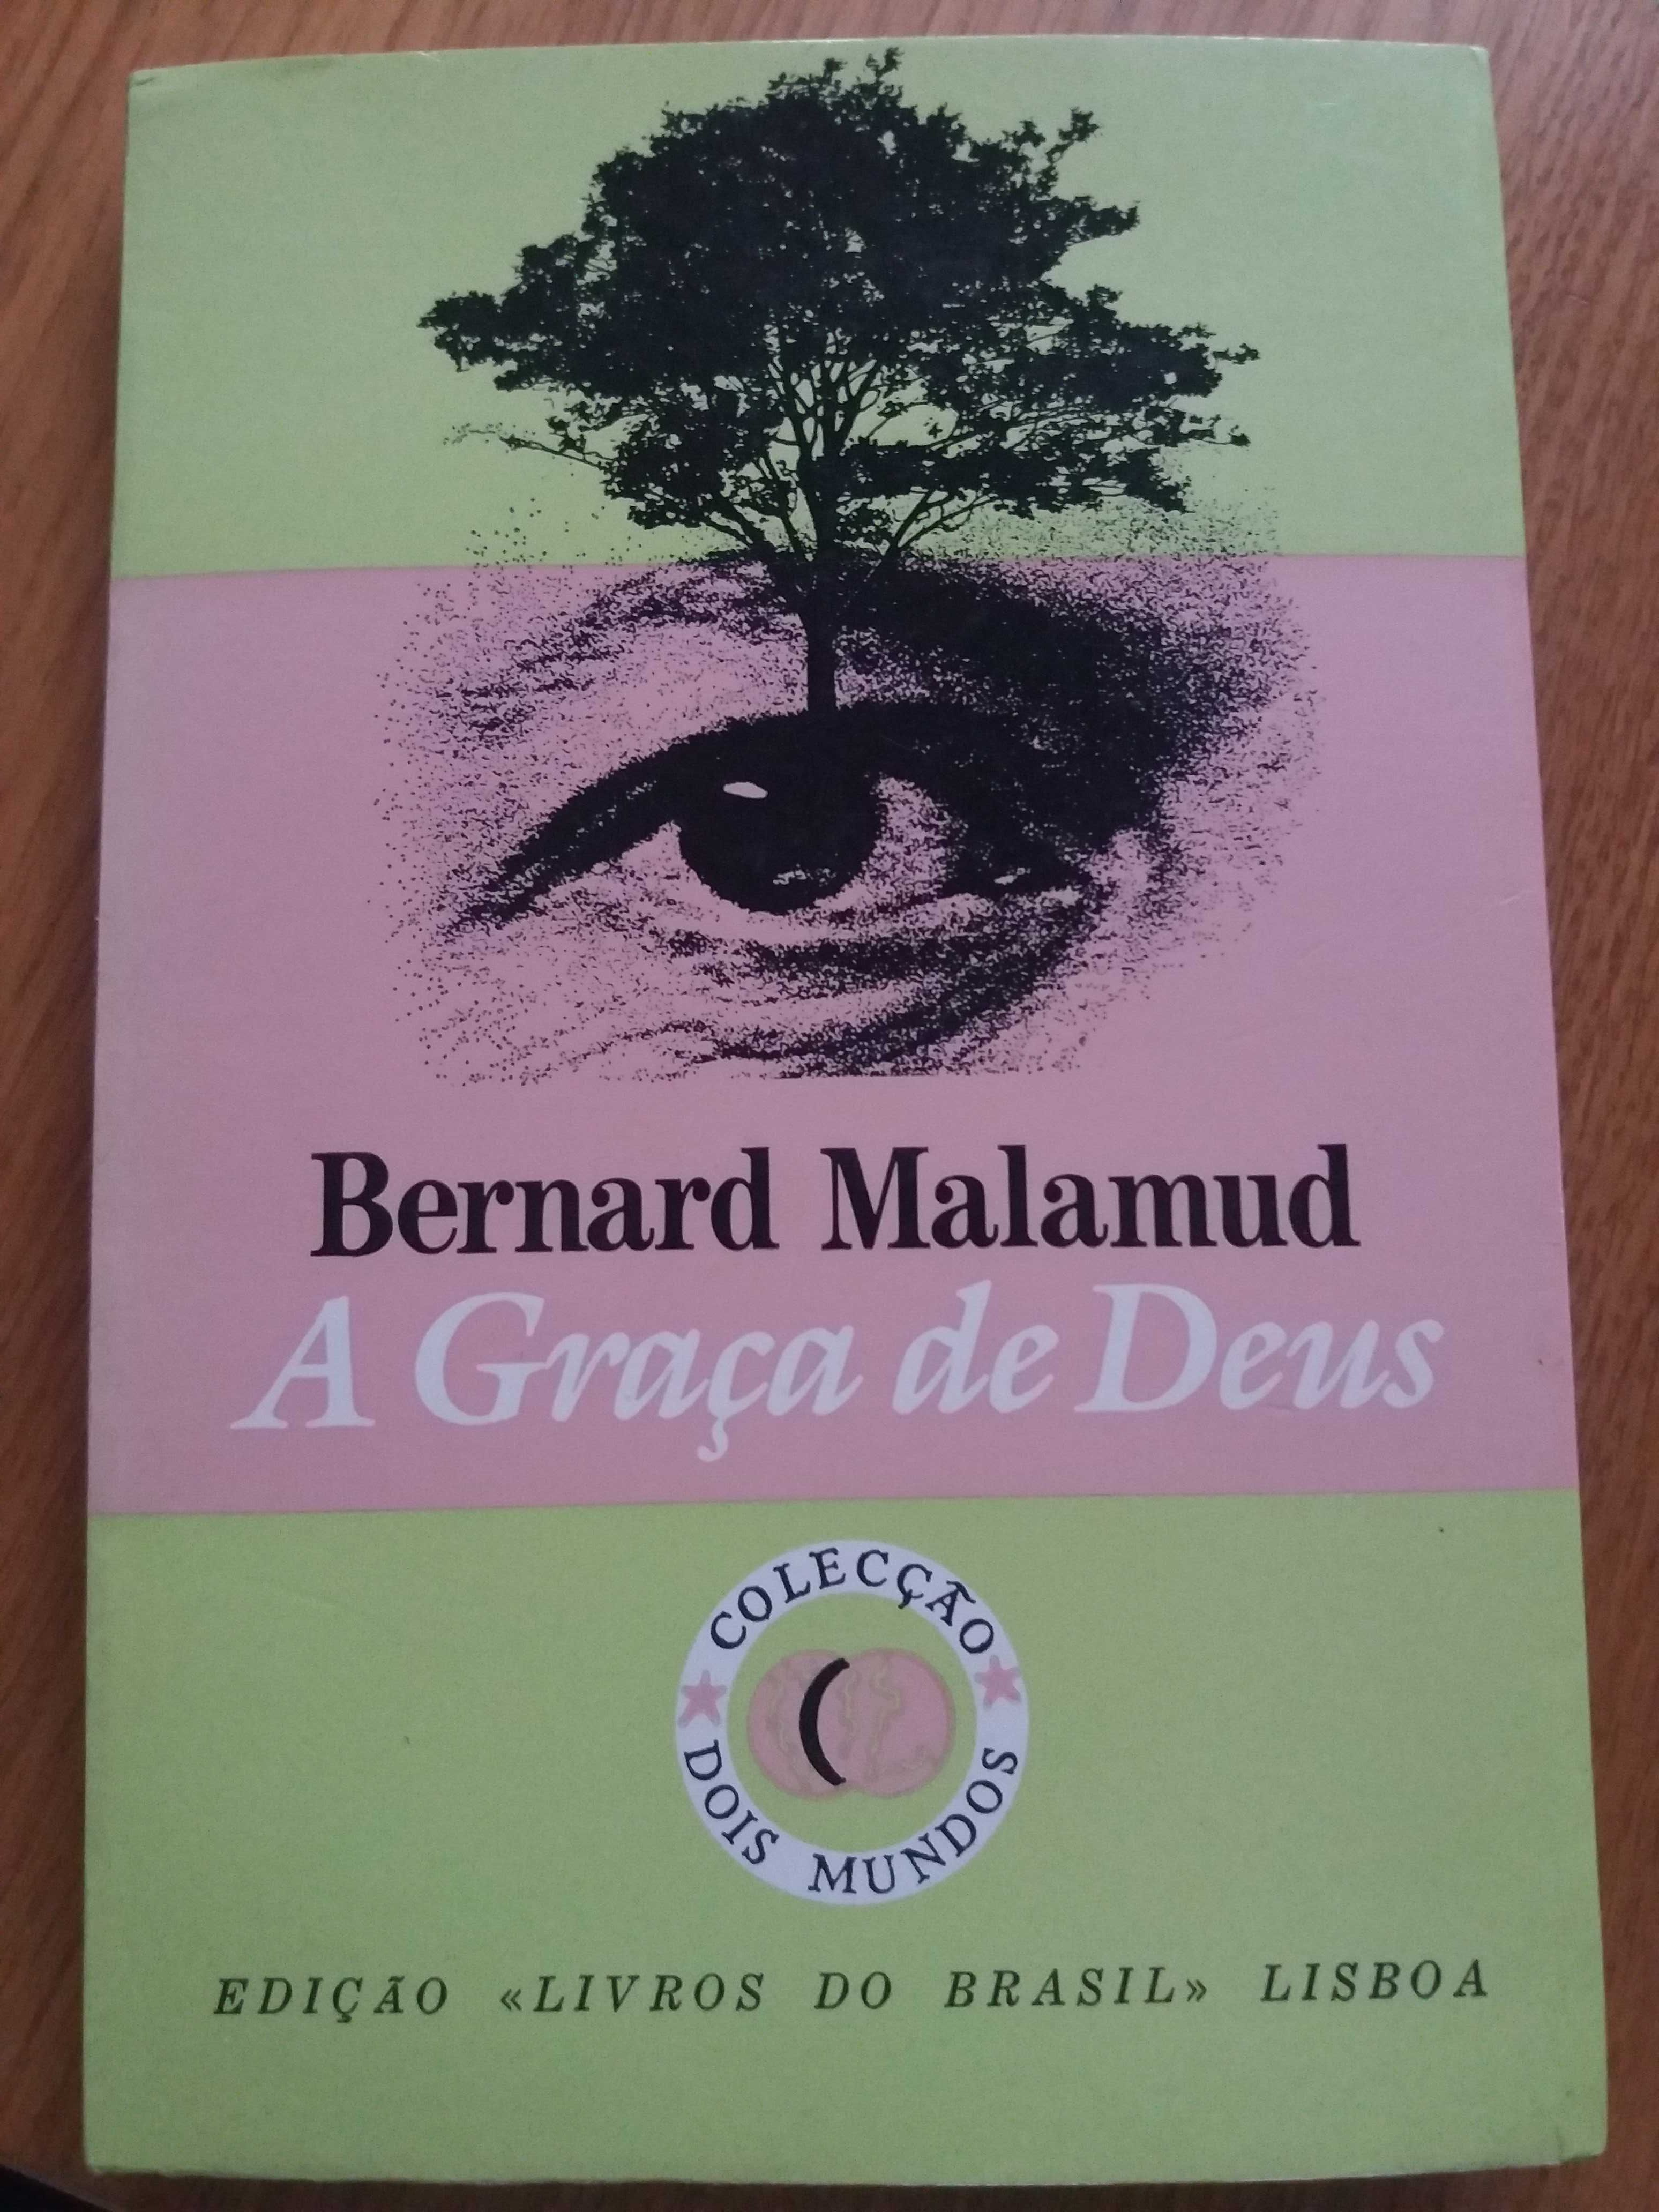 Bernard Malamud
A Graça de Deus
COLECÇÃO
DOIS MUNDOS
EDIÇÃO «LIVROS DO BRASIL» LISBOA